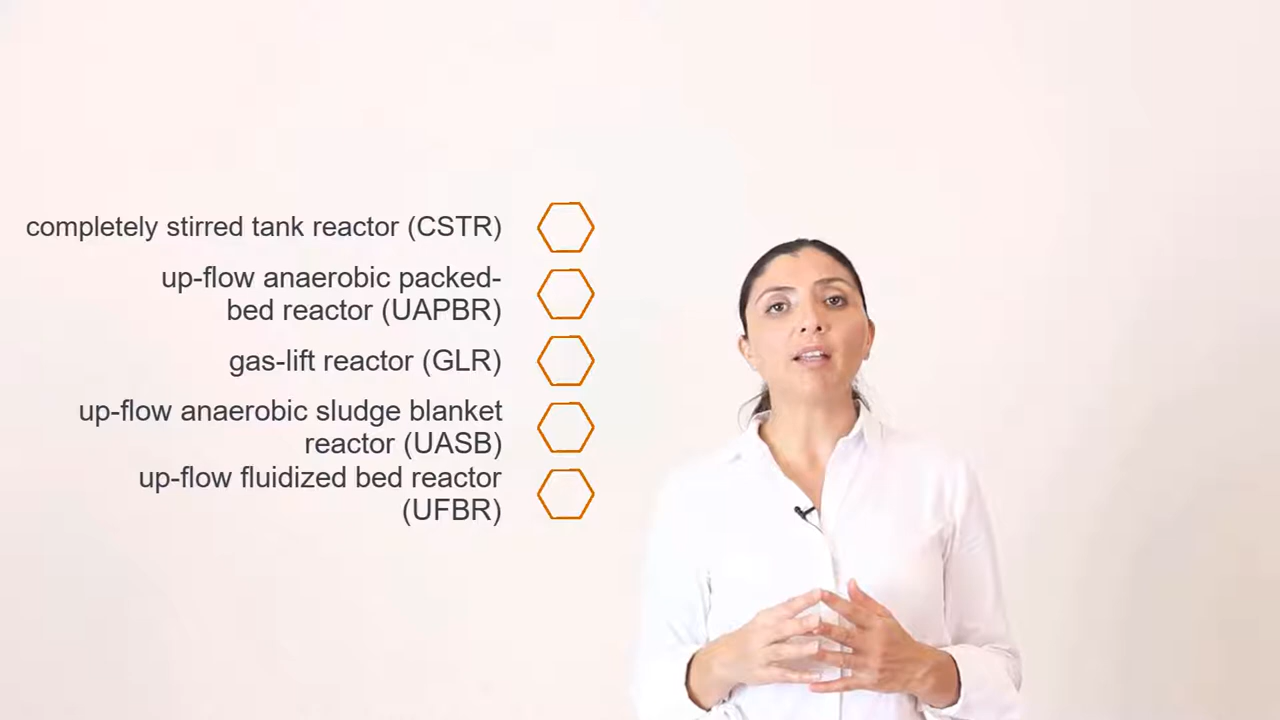 completely stirred tank reactor (CSTR)
up-flow anaerobic packed-
bed reactor (UAPBR)
gas-lift reactor (GLR)
up-flow anaerobic sludge blanket
reactor (UASB)
up-flow fluidized bed reactor
(UFBR)